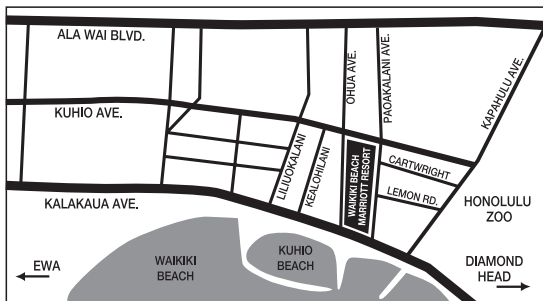 ALA WAI BLVD.
OHUA AVE.
PAOAKALANI AVE.
KAPAHULU AVE.
KUHIO AVE.
LILIUOKALANI
KEALOHILANI
WAIKIKI BEACH
MARRIOTT RESORT
CARTWRIGHT
LEMON RD.
KALAKAUA AVE.
HONOLULU
ZOO
EWA
WAIKIKI
BEACH
KUHIO
BEACH
DIAMOND
HEAD